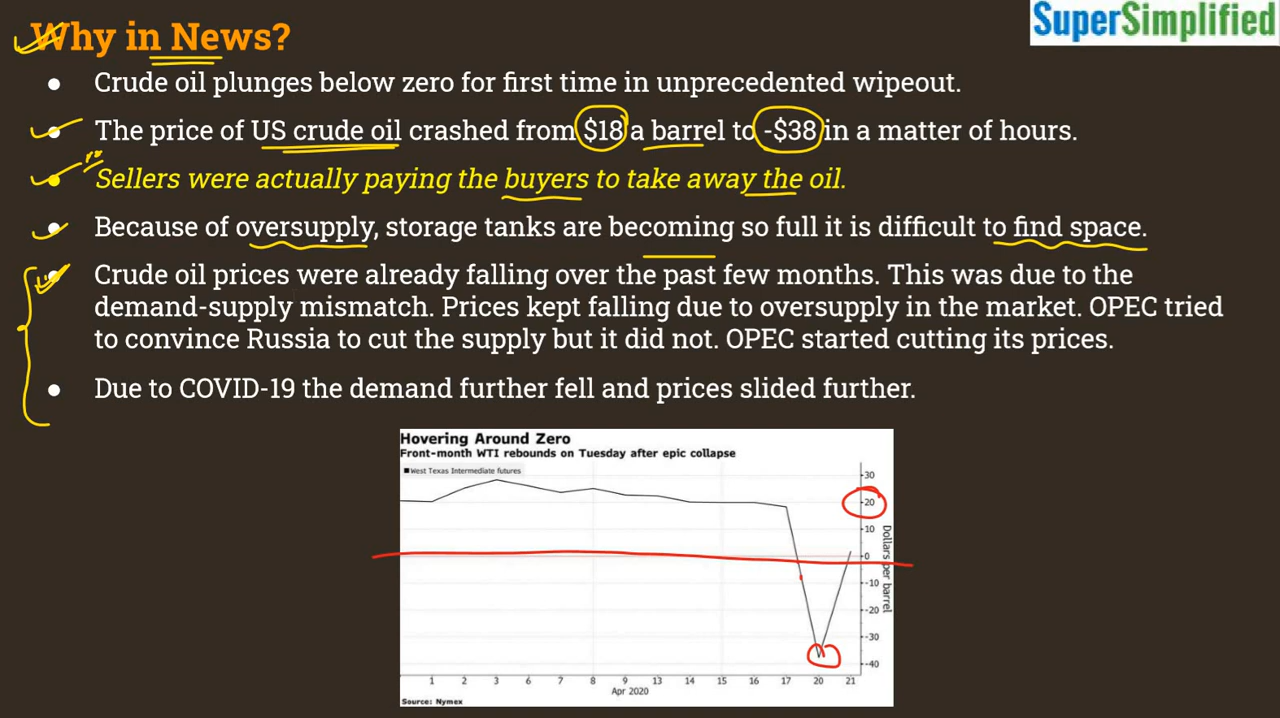 SuperSimplified
Why in News?
● Crude oil plunges below zero for first time in unprecedented wipeout.
● The price of US crude oil crashed from $18 a barrel to -$38 in a matter of hours.
● Sellers were actually paying the buyers to take away the oil.
● Because of oversupply, storage tanks are becoming so full it is difficult to find space.
● Crude oil prices were already falling over the past few months. This was due to the
demand-supply mismatch. Prices kept falling due to oversupply in the market. OPEC tried
to convince Russia to cut the supply but it did not. OPEC started cutting its prices.
● Due to COVID-19 the demand further fell and prices slided further.
Hovering Around Zero
Front-month WTI rebounds on Tuesday after epic collapse
West Texas Intermediate futures
30
20
10
0
-10
-20
-30
-40
Dollars per barrel
1 2 3 6 7 8 9 13 14 15 16 17 20 21
Apr 2020
Source: Nymex